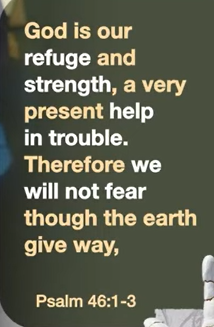 God is our
refuge and
strength, a very
present help
in trouble.
Therefore we
will not fear
though the earth
give way,
Psalm 46:1-3